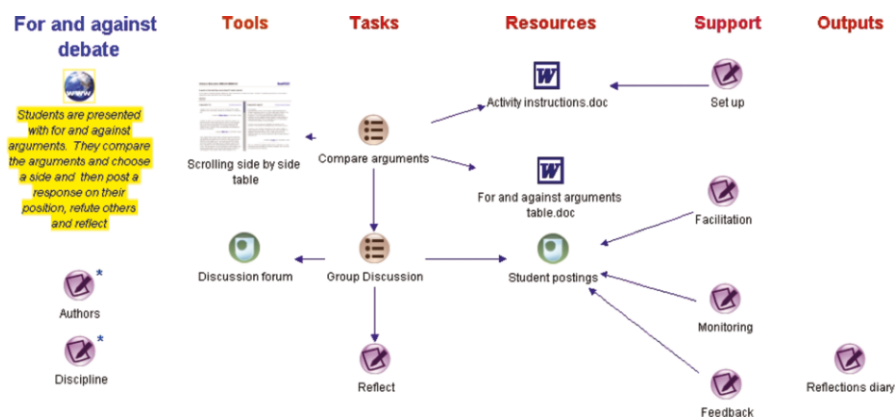 For and against
debate
Tools
Tasks
Resources
Support
Outputs
WWW
Students are presented
with for and against
arguments. They compare
the arguments and choose
a side and then post a
response on their
position, refute others
and reflect
*
Authors
*
Discipline
Scrolling side by side
table
Discussion forum
Compare arguments
Group Discussion
Reflect
W
Activity instructions.doc
W
For and against arguments
table.doc
Student postings
Set up
Facilitation
Monitoring
Feedback
Reflections diary